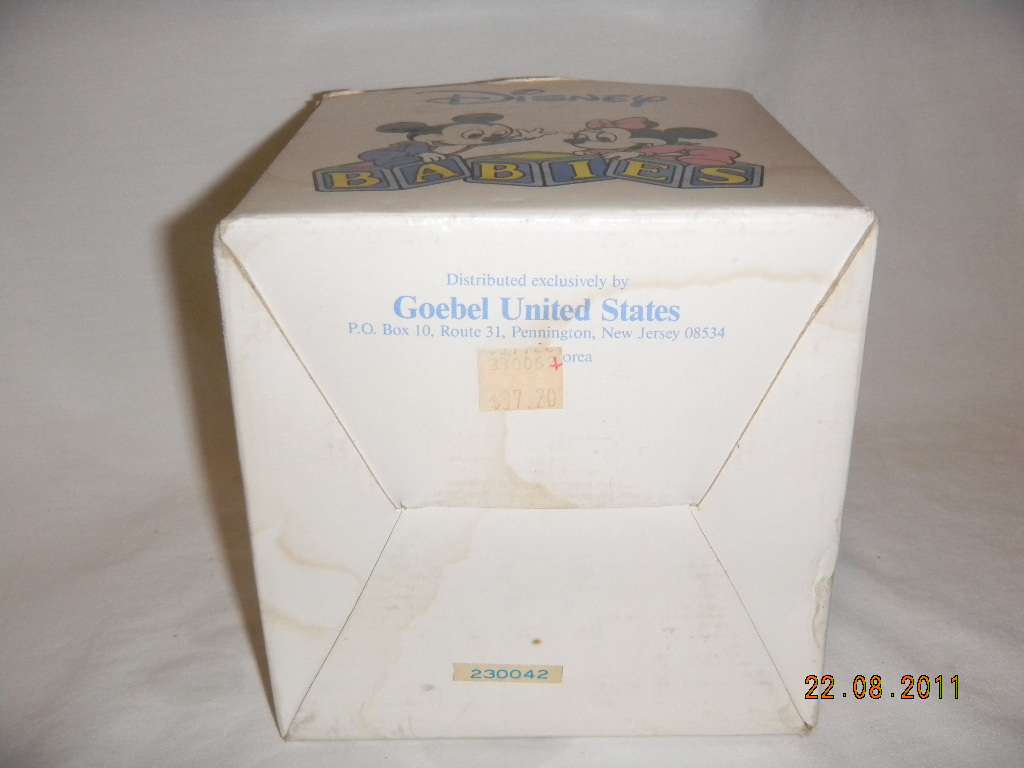 Disney
BABIES
Distributed exclusively by
Goebel United States
P.O. Box 10, Route 31, Pennington, New Jersey 08534
$37.20
230042
22.08.2011